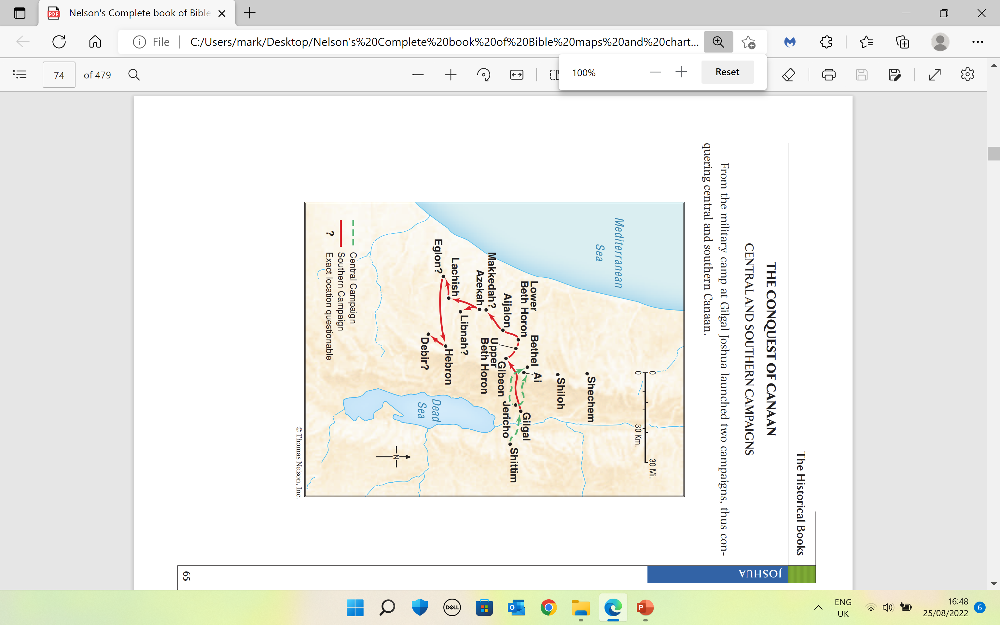 Nelson's Complete book of Bible
File
C:/Users/mark/Desktop/Nelson's%20Complete%20book%20of%20Bible%20maps%20and%20chart...
74
of 479
100%
Reset
The Historical Books
THE CONQUEST OF CANAAN
CENTRAL AND SOUTHERN CAMPAIGNS
From the military camp at Gilgal Joshua launched two campaigns, thus con-
quering central and southern Canaan.
0
30 Mi.
0
30 Km.
Mediterranean
Sea
Shechem
Shiloh
Lower
Beth Horon
Bethel
Ai
Gilgal
Shittim
Aijalon
Jericho
Gibeon
Upper
Beth Horon
Makkedah?
Azekah
Libnah?
Lachish
Hebron
Eglon?
Debir?
Dead
Sea
N
Central Campaign
Southern Campaign
? Exact location questionable
© Thomas Nelson, Inc.
JOSHUA
65
DELL
O
P
ENG
UK
16:48
25/08/2022
6
PDF